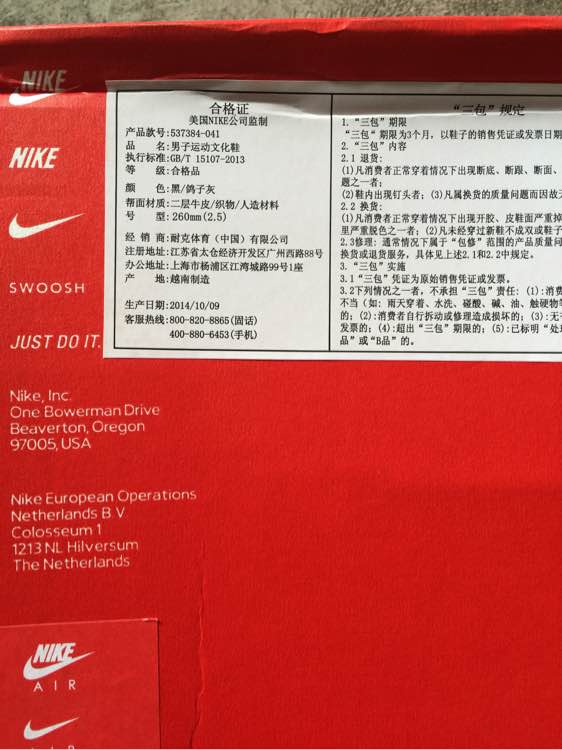 NIKE
NIKE
SWOOSH
JUST DO IT.
合格证
美国NIKE公司监制
产品款号:537384-041
品 名:男子运动文化鞋
执行标准:GB/T 15107-2013
等 级:合格品
颜 色:黑/鸽子灰
帮面材质:二层牛皮/织物/人造材料
号 型:260mm(2.5)
经 销 商:耐克体育（中国）有限公司
注册地址:江苏省太仓经济开发区广州西路88号
办公地址:上海市杨浦区江湾城路99号1座
产 地:越南制造
生产日期:2014/10/09
客服热线:800-820-8865(固话)
400-880-6453(手机)
“三包”规定
1. “三包”期限
“三包”期限为3个月，以鞋子的销售凭证或发票日期
2. “三包”内容
2.1 退货:
(1)凡消费者正常穿着情况下出现断底、断跟、断面、
题之一者；
(2)鞋内出现钉头者；(3)凡属换货的质量问题而因故无
2.2 换货:
(1)凡消费者正常穿着情况下出现开胶、皮鞋面严重掉
里严重脱色之一者；(2)凡未经穿过新鞋不成双或鞋子
2.3修理: 通常情况下属于“包修”范围的产品质量问
换货或退货服务，具体见上述2.1和2.2中规定。
3. “三包”实施
3.1“三包”凭证为原始销售凭证或发票。
3.2下列情况之一者，不承担“三包”责任: (1):消费
不当（如: 雨天穿着、水洗、碰酸、碱、油、触硬物等
的；(2):消费者自行拆动或修理造成损坏的；(3):无
发票的；(4):超出“三包”期限的；(5):已标明“处理
品”或“B品”的。
Nike, Inc.
One Bowerman Drive
Beaverton, Oregon
97005, USA
Nike European Operations
Netherlands B V
Colosseum 1
1213 NL Hilversum
The Netherlands
NIKE
AIR